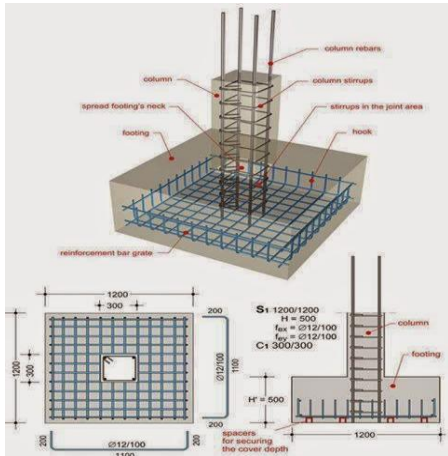 column rebars
column
column stirrups
spread footing's neck
stirrups in the joint area
footing
hook
reinforcement bar grate
1200
300
1200
300
200
Ø12/100
1100
200
200
Ø12/100
200
1100
S1 1200/1200
H = 500
fex = Ø12/100
fey = Ø12/100
C1 300/300
column
footing
H' = 500
spacers
for securing
the cover depth
1200